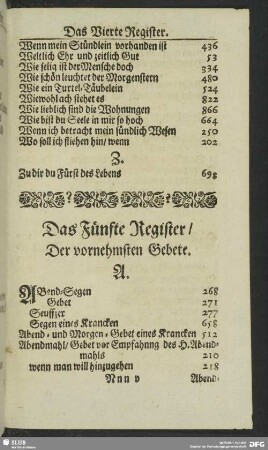 Das Vierte Register.
Wenn mein Stündlein vorhanden ist 436
Weltlich Ehr und zeitlich Gut 53
Wie selig ist der Mensche doch 334
Wie schön leuchtet der Morgenstern 480
Wie ein Turtel-Täubelein 524
Wiewohl ach stehet es 822
Wie lieblich sind die Wohnungen 866
Wie bist du Seele in mir so hoch 664
Wenn ich betracht mein sündlich Wesen 250
Wo soll ich fliehen hin/ wenn 202
Z.
Zu dir du Fürst des Lebens 698
Das Fünfte Register/
Der vornehmsten Gebete.
A.
ABend-Segen 268
Gebet 271
Seuffzer 277
Segen eines Krancken 658
Abend- und Morgen-Gebet eines Krancken 512
Abendmahl/ Gebet vor Empfahung des H. Abend-
mahls 210
wenn man will hinzugehen 218
Nnn v Abend-
SLUB